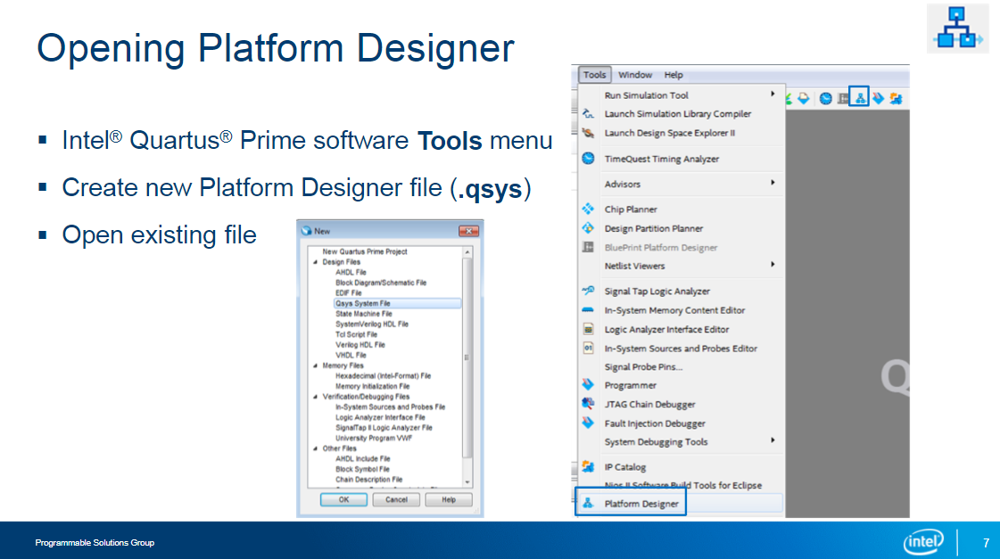 Opening Platform Designer
▪ Intel® Quartus® Prime software Tools menu
▪ Create new Platform Designer file (.qsys)
▪ Open existing file
New
New Quartus Prime Project
Design Files
AHDL File
Block Diagram/Schematic File
EDIF File
Qsys System File
State Machine File
SystemVerilog HDL File
Tcl Script File
Verilog HDL File
VHDL File
Memory Files
Hexadecimal (Intel-Format) File
Memory Initialization File
Verification/Debugging Files
In-System Sources and Probes File
Logic Analyzer Interface File
SignalTap II Logic Analyzer File
University Program VWF
Other Files
AHDL Include File
Block Symbol File
Chain Description File
OK Cancel Help
Tools Window Help
Run Simulation Tool
Launch Simulation Library Compiler
Launch Design Space Explorer II
TimeQuest Timing Analyzer
Advisors
Chip Planner
Design Partition Planner
BluePrint Platform Designer
Netlist Viewers
Signal Tap Logic Analyzer
In-System Memory Content Editor
Logic Analyzer Interface Editor
In-System Sources and Probes Editor
Signal Probe Pins...
Programmer
JTAG Chain Debugger
Fault Injection Debugger
System Debugging Tools
IP Catalog
Nios II Software Build Tools for Eclipse
Platform Designer
Q
Programmable Solutions Group
intel
7